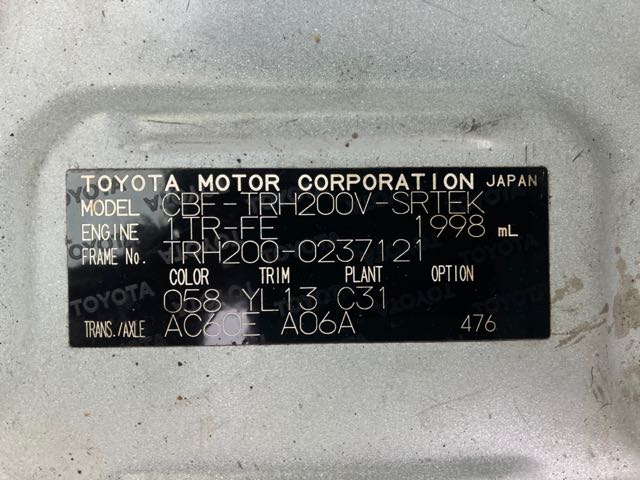 TOYOTA MOTOR CORPORATION JAPAN
MODEL CBF-TRH200V-SRTEK
ENGINE 1TR-FE 1998 mL
FRAME No. TRH200-0237121
COLOR TRIM PLANT OPTION
058 YL13 C31
TRANS./AXLE AC60E A06A 476